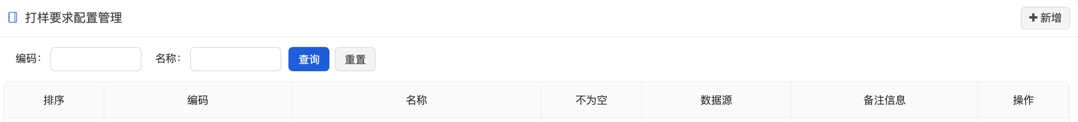 打样要求配置管理 新增
编码： 名称： 查询 重置
排序 编码 名称 不为空 数据源 备注信息 操作